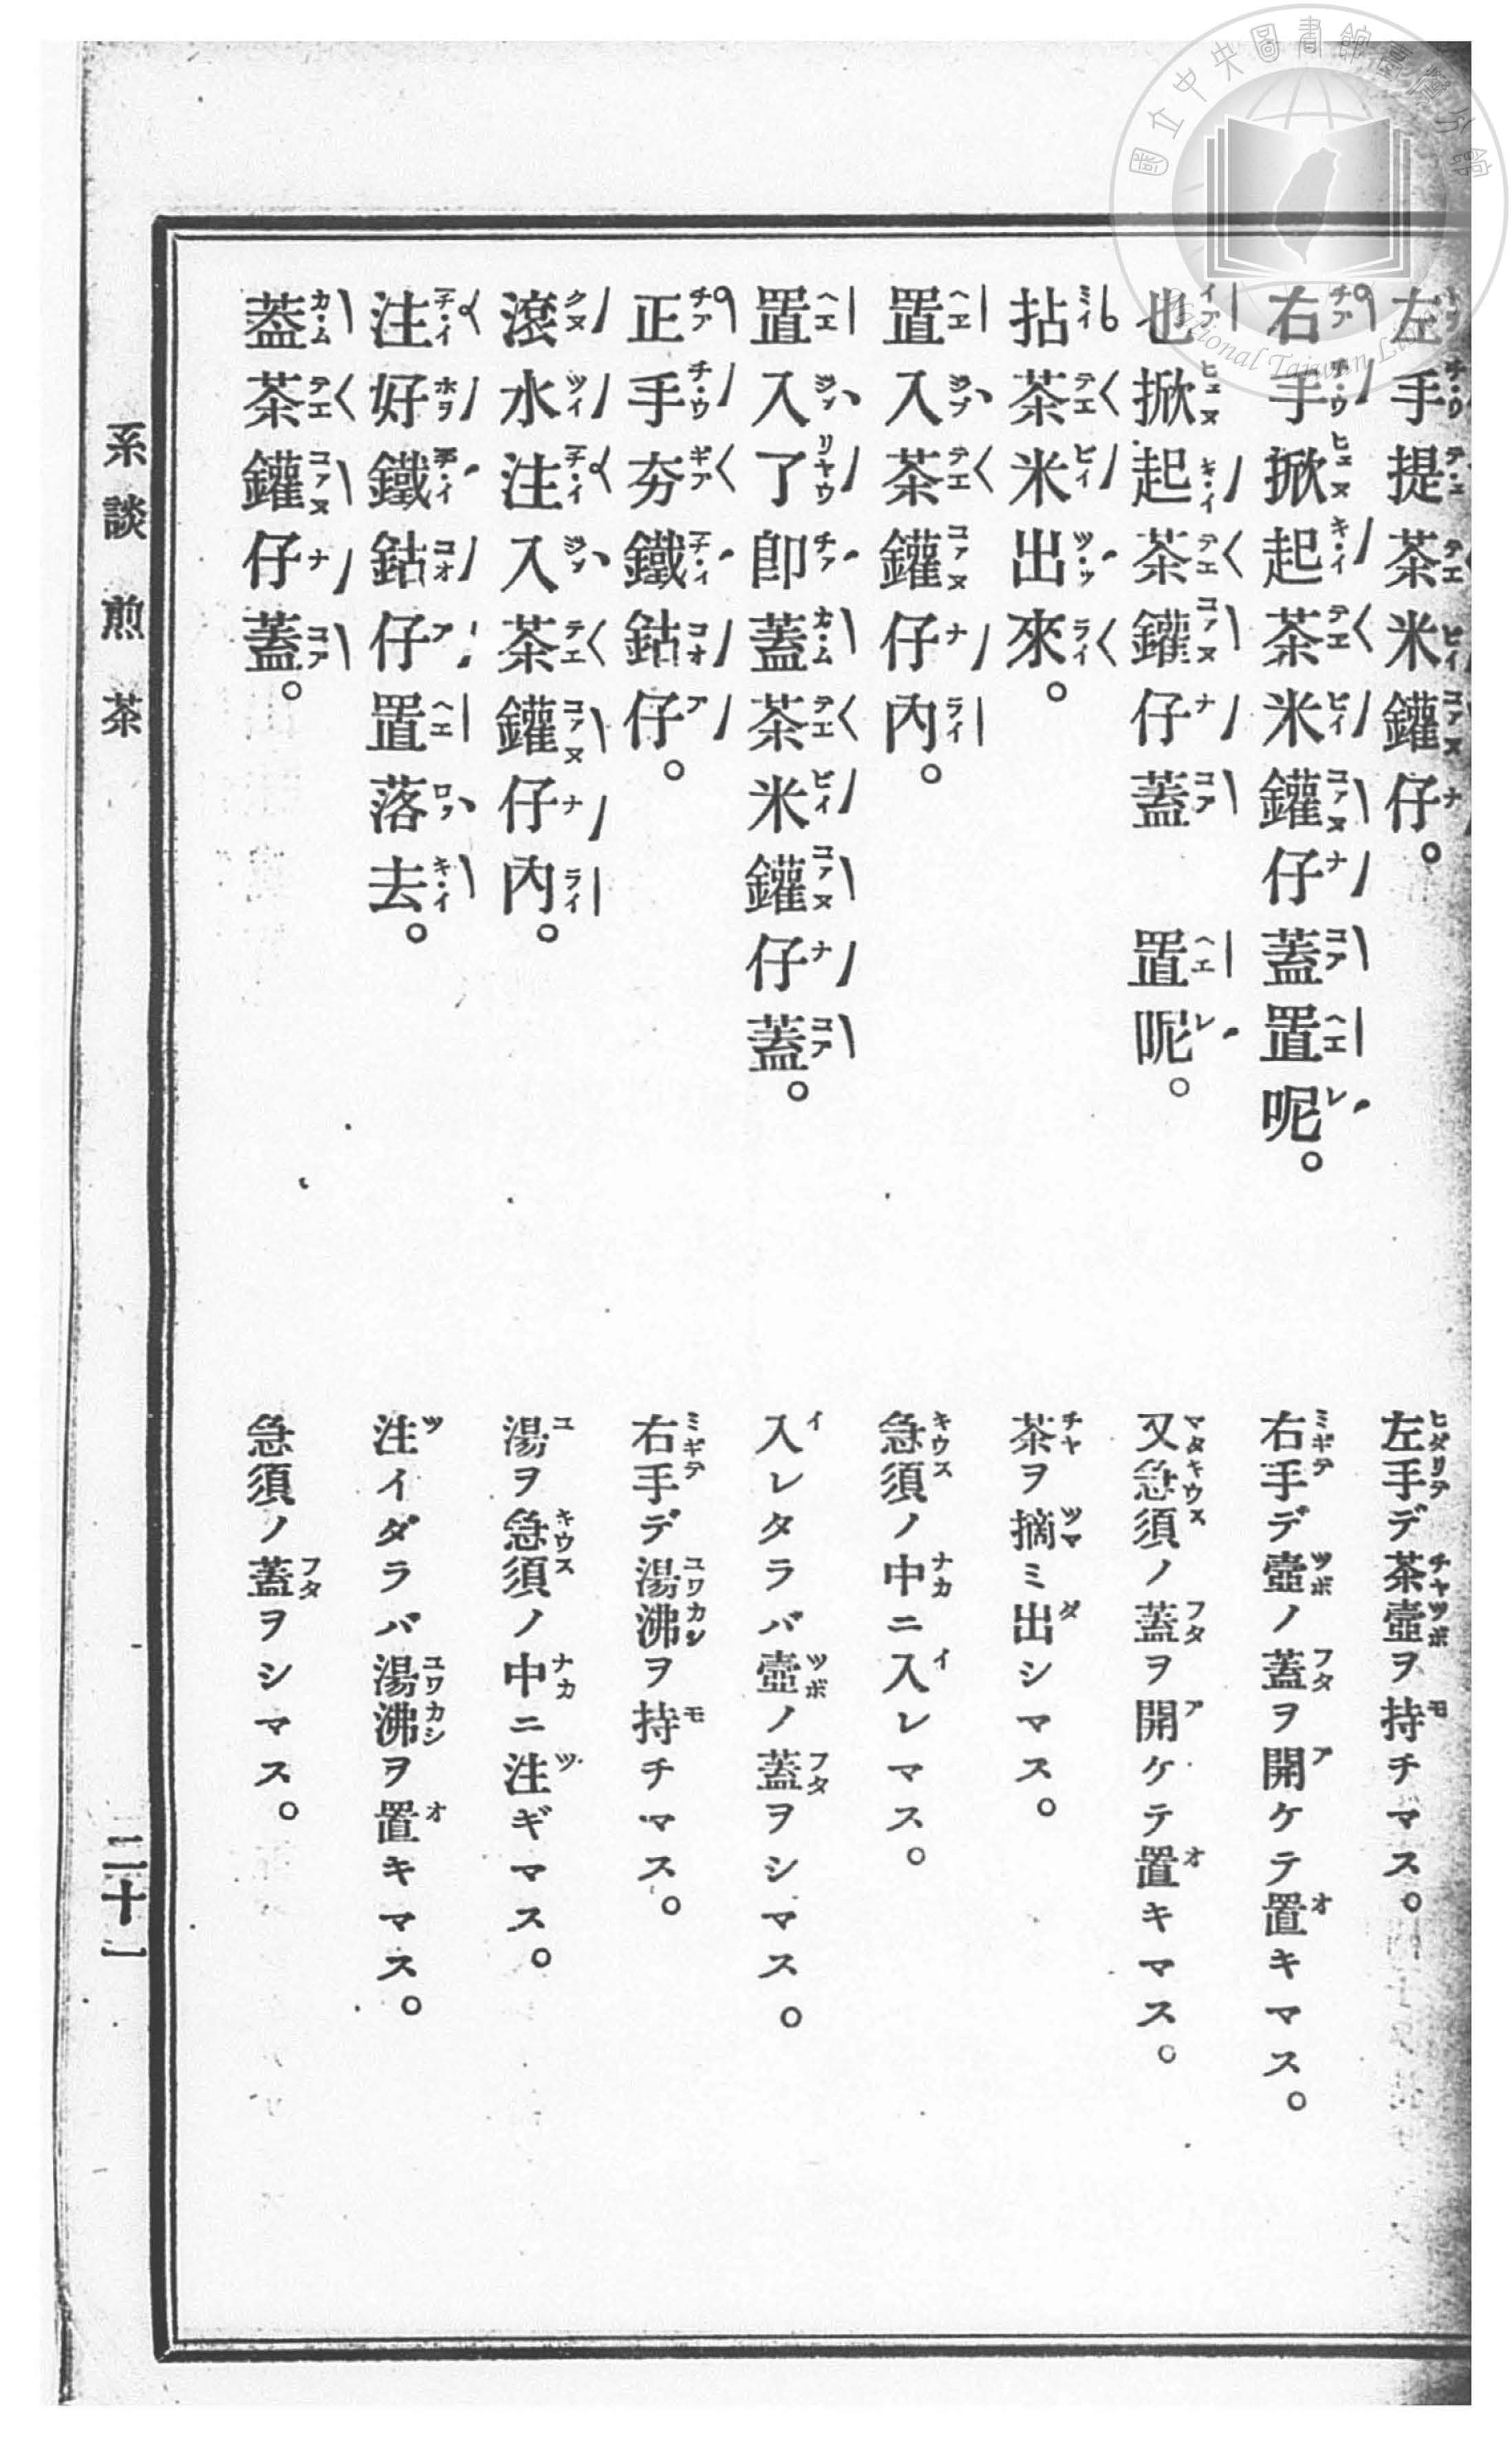 左手提茶米鑵仔。
右手掀起茶米鑵仔蓋置呢。
也掀起茶鑵仔蓋 置呢。
拈茶米出來。
置入茶鑵仔內。
置入了卽蓋茶米鑵仔蓋。
正手夯鐵鈷仔。
滾水注入茶鑵仔內。
注好鐵鈷仔置落去。
蓋茶鑵仔蓋。
左手デ茶壺ヲ持チマス。
右手デ壺ノ蓋ヲ開ケテ置キマス。
又急須ノ蓋ヲ開ケテ置キマス。
茶ヲ摘ミ出シマス。
急須ノ中ニ入レマス。
入レタラバ壺ノ蓋ヲシマス。
右手デ湯沸ヲ持チマス。
湯ヲ急須ノ中ニ注ギマス。
注イダラバ湯沸ヲ置キマス。
急須ノ蓋ヲシマス。
系談 煎茶
二十一
國立中央圖書館臺灣分館
National Taiwan Library